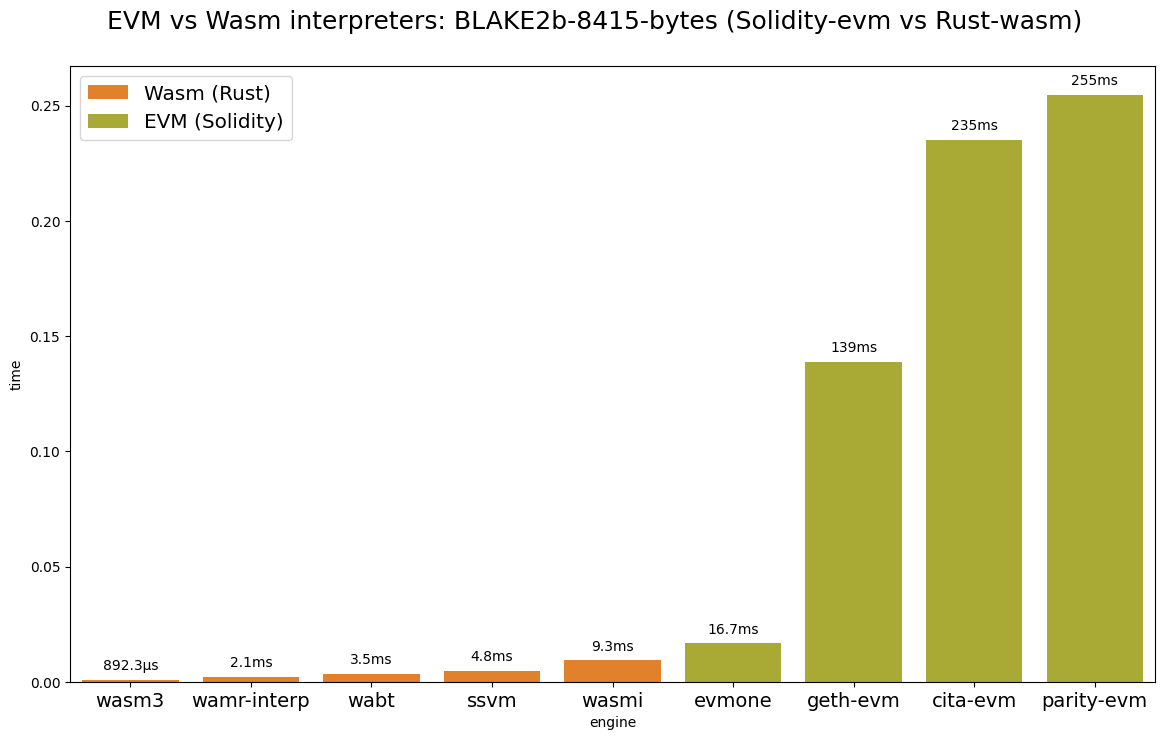 EVM vs Wasm interpreters: BLAKE2b-8415-bytes (Solidity-evm vs Rust-wasm)
Wasm (Rust)
EVM (Solidity)
255ms
235ms
139ms
16.7ms
9.3ms
4.8ms
3.5ms
2.1ms
892.3µs
0.25
0.20
0.15
0.10
0.05
0.00
time
wasm3 wamr-interp wabt ssvm wasmi evmone geth-evm cita-evm parity-evm
engine